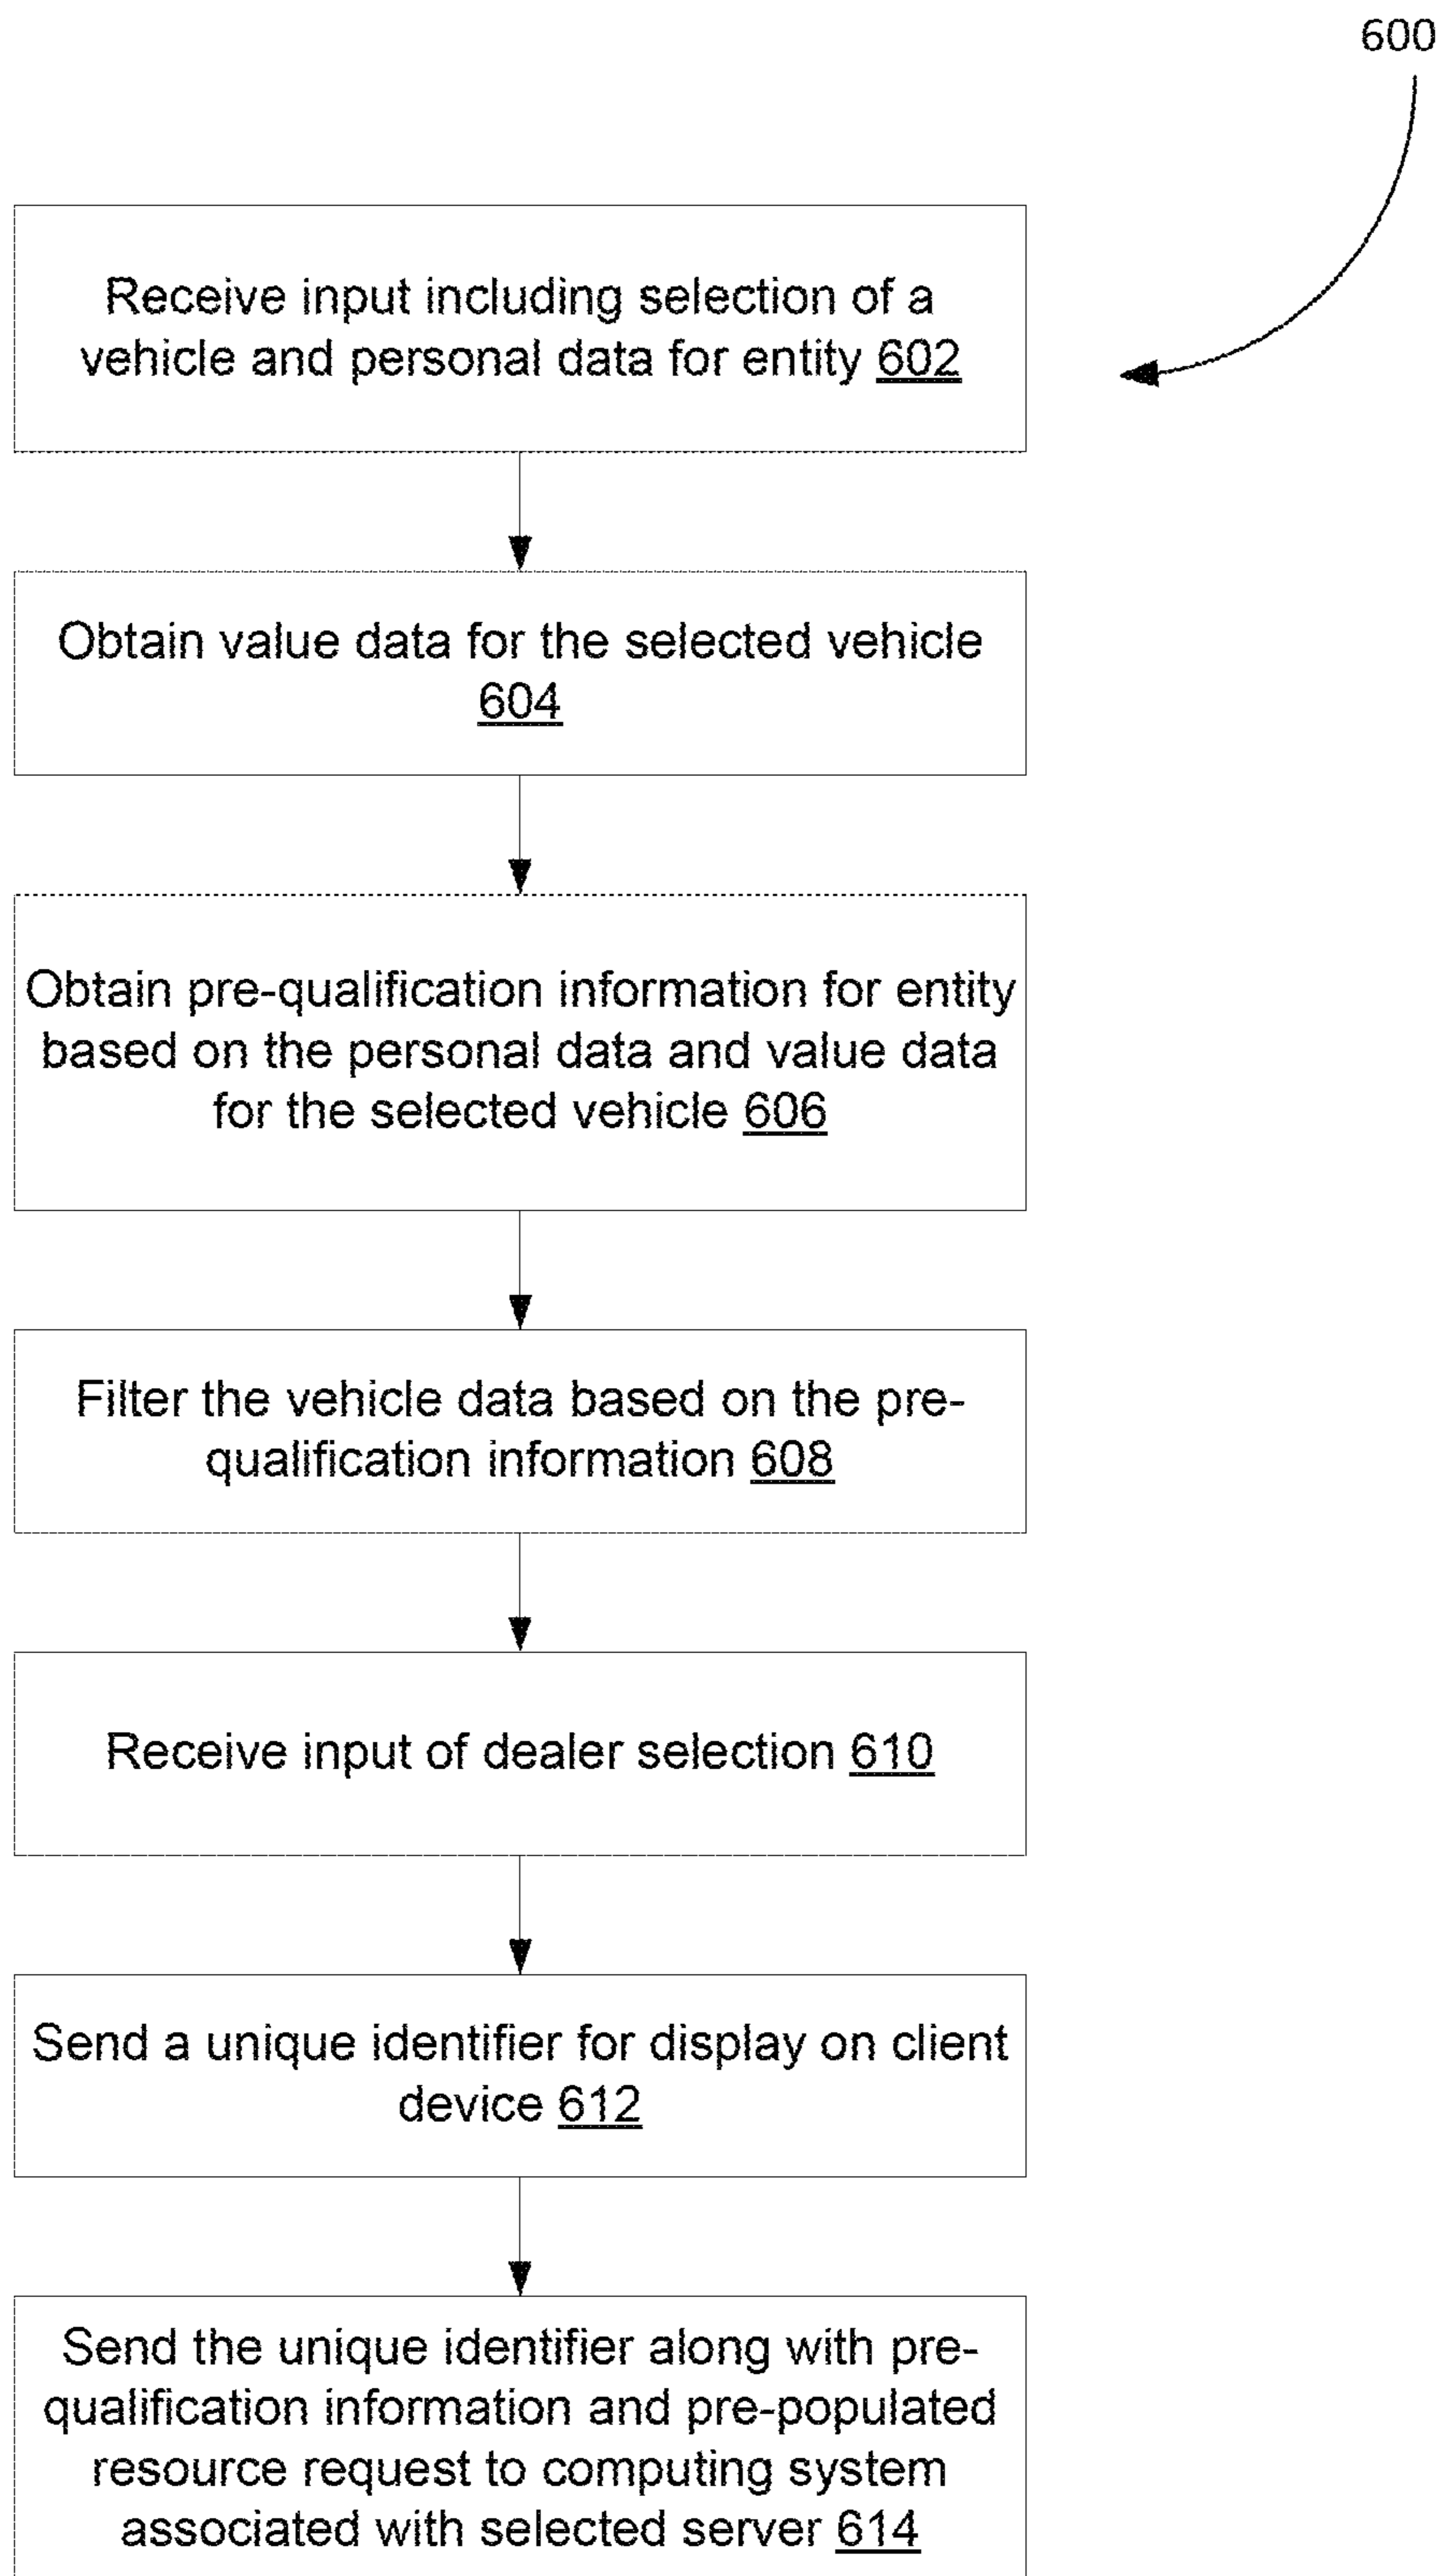 600
Receive input including selection of a
vehicle and personal data for entity 602
Obtain value data for the selected vehicle
604
Obtain pre-qualification information for entity
based on the personal data and value data
for the selected vehicle 606
Filter the vehicle data based on the pre-
qualification information 608
Receive input of dealer selection 610
Send a unique identifier for display on client
device 612
Send the unique identifier along with pre-
qualification information and pre-populated
resource request to computing system
associated with selected server 614